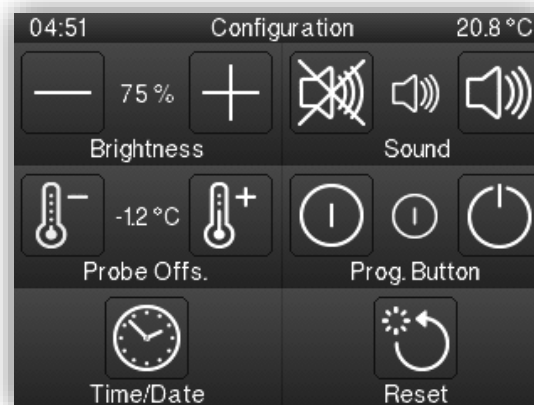 04:51 Configuration 20.8 °C
75 %
Brightness Sound
-1.2 °C
Probe Offs. Prog. Button
Time/Date Reset